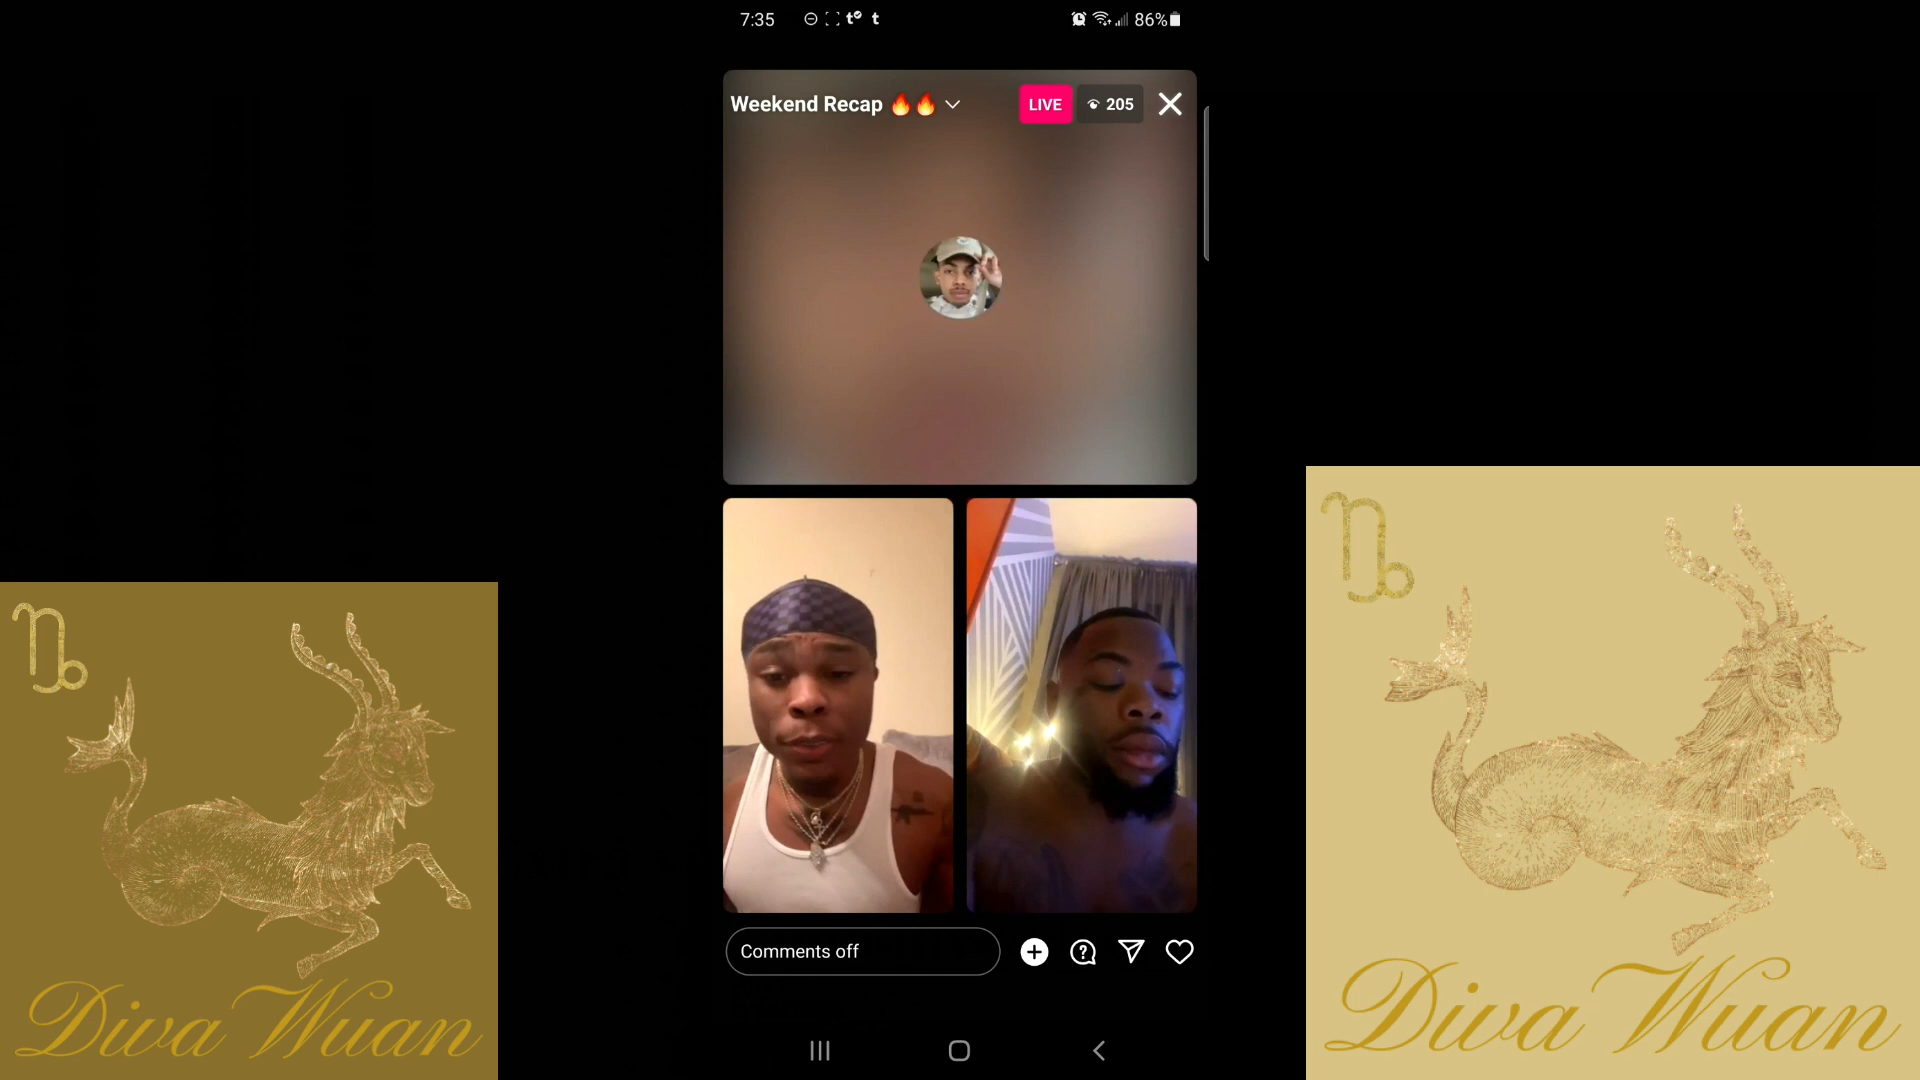 7:35
86%
Weekend Recap 🔥🔥
LIVE
205
Comments off
Diva Wuan
Diva Wuan